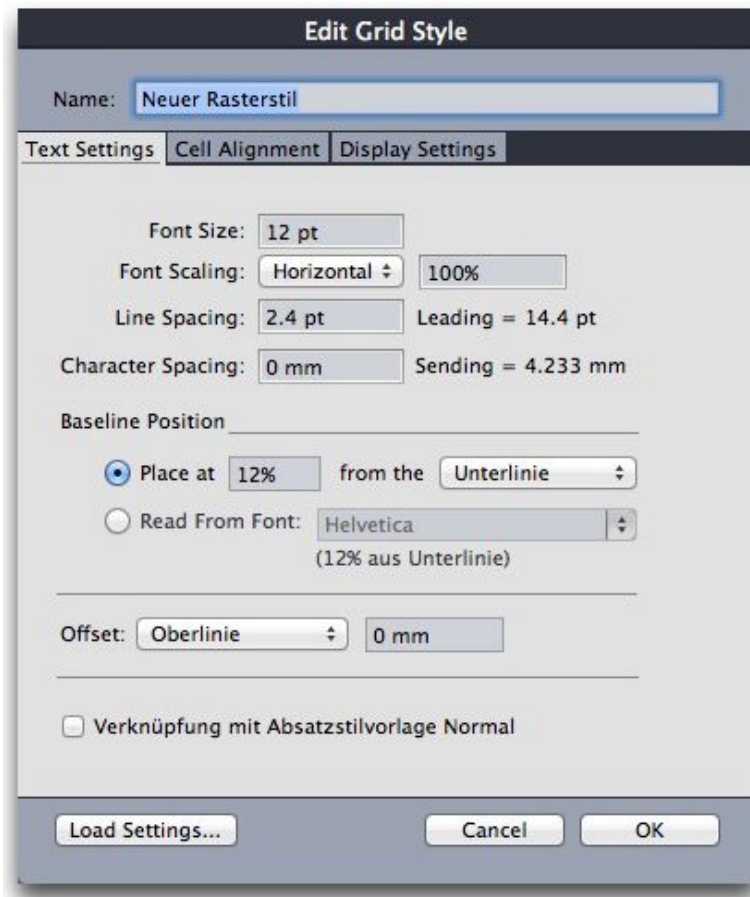 Edit Grid Style
Name: Neuer Rasterstil
Text Settings Cell Alignment Display Settings
Font Size: 12 pt
Font Scaling: Horizontal 100%
Line Spacing: 2.4 pt Leading = 14.4 pt
Character Spacing: 0 mm Sending = 4.233 mm
Baseline Position
Place at 12% from the Unterlinie
Read From Font: Helvetica
(12% aus Unterlinie)
Offset: Oberlinie 0 mm
Verknüpfung mit Absatzstilvorlage Normal
Load Settings... Cancel OK